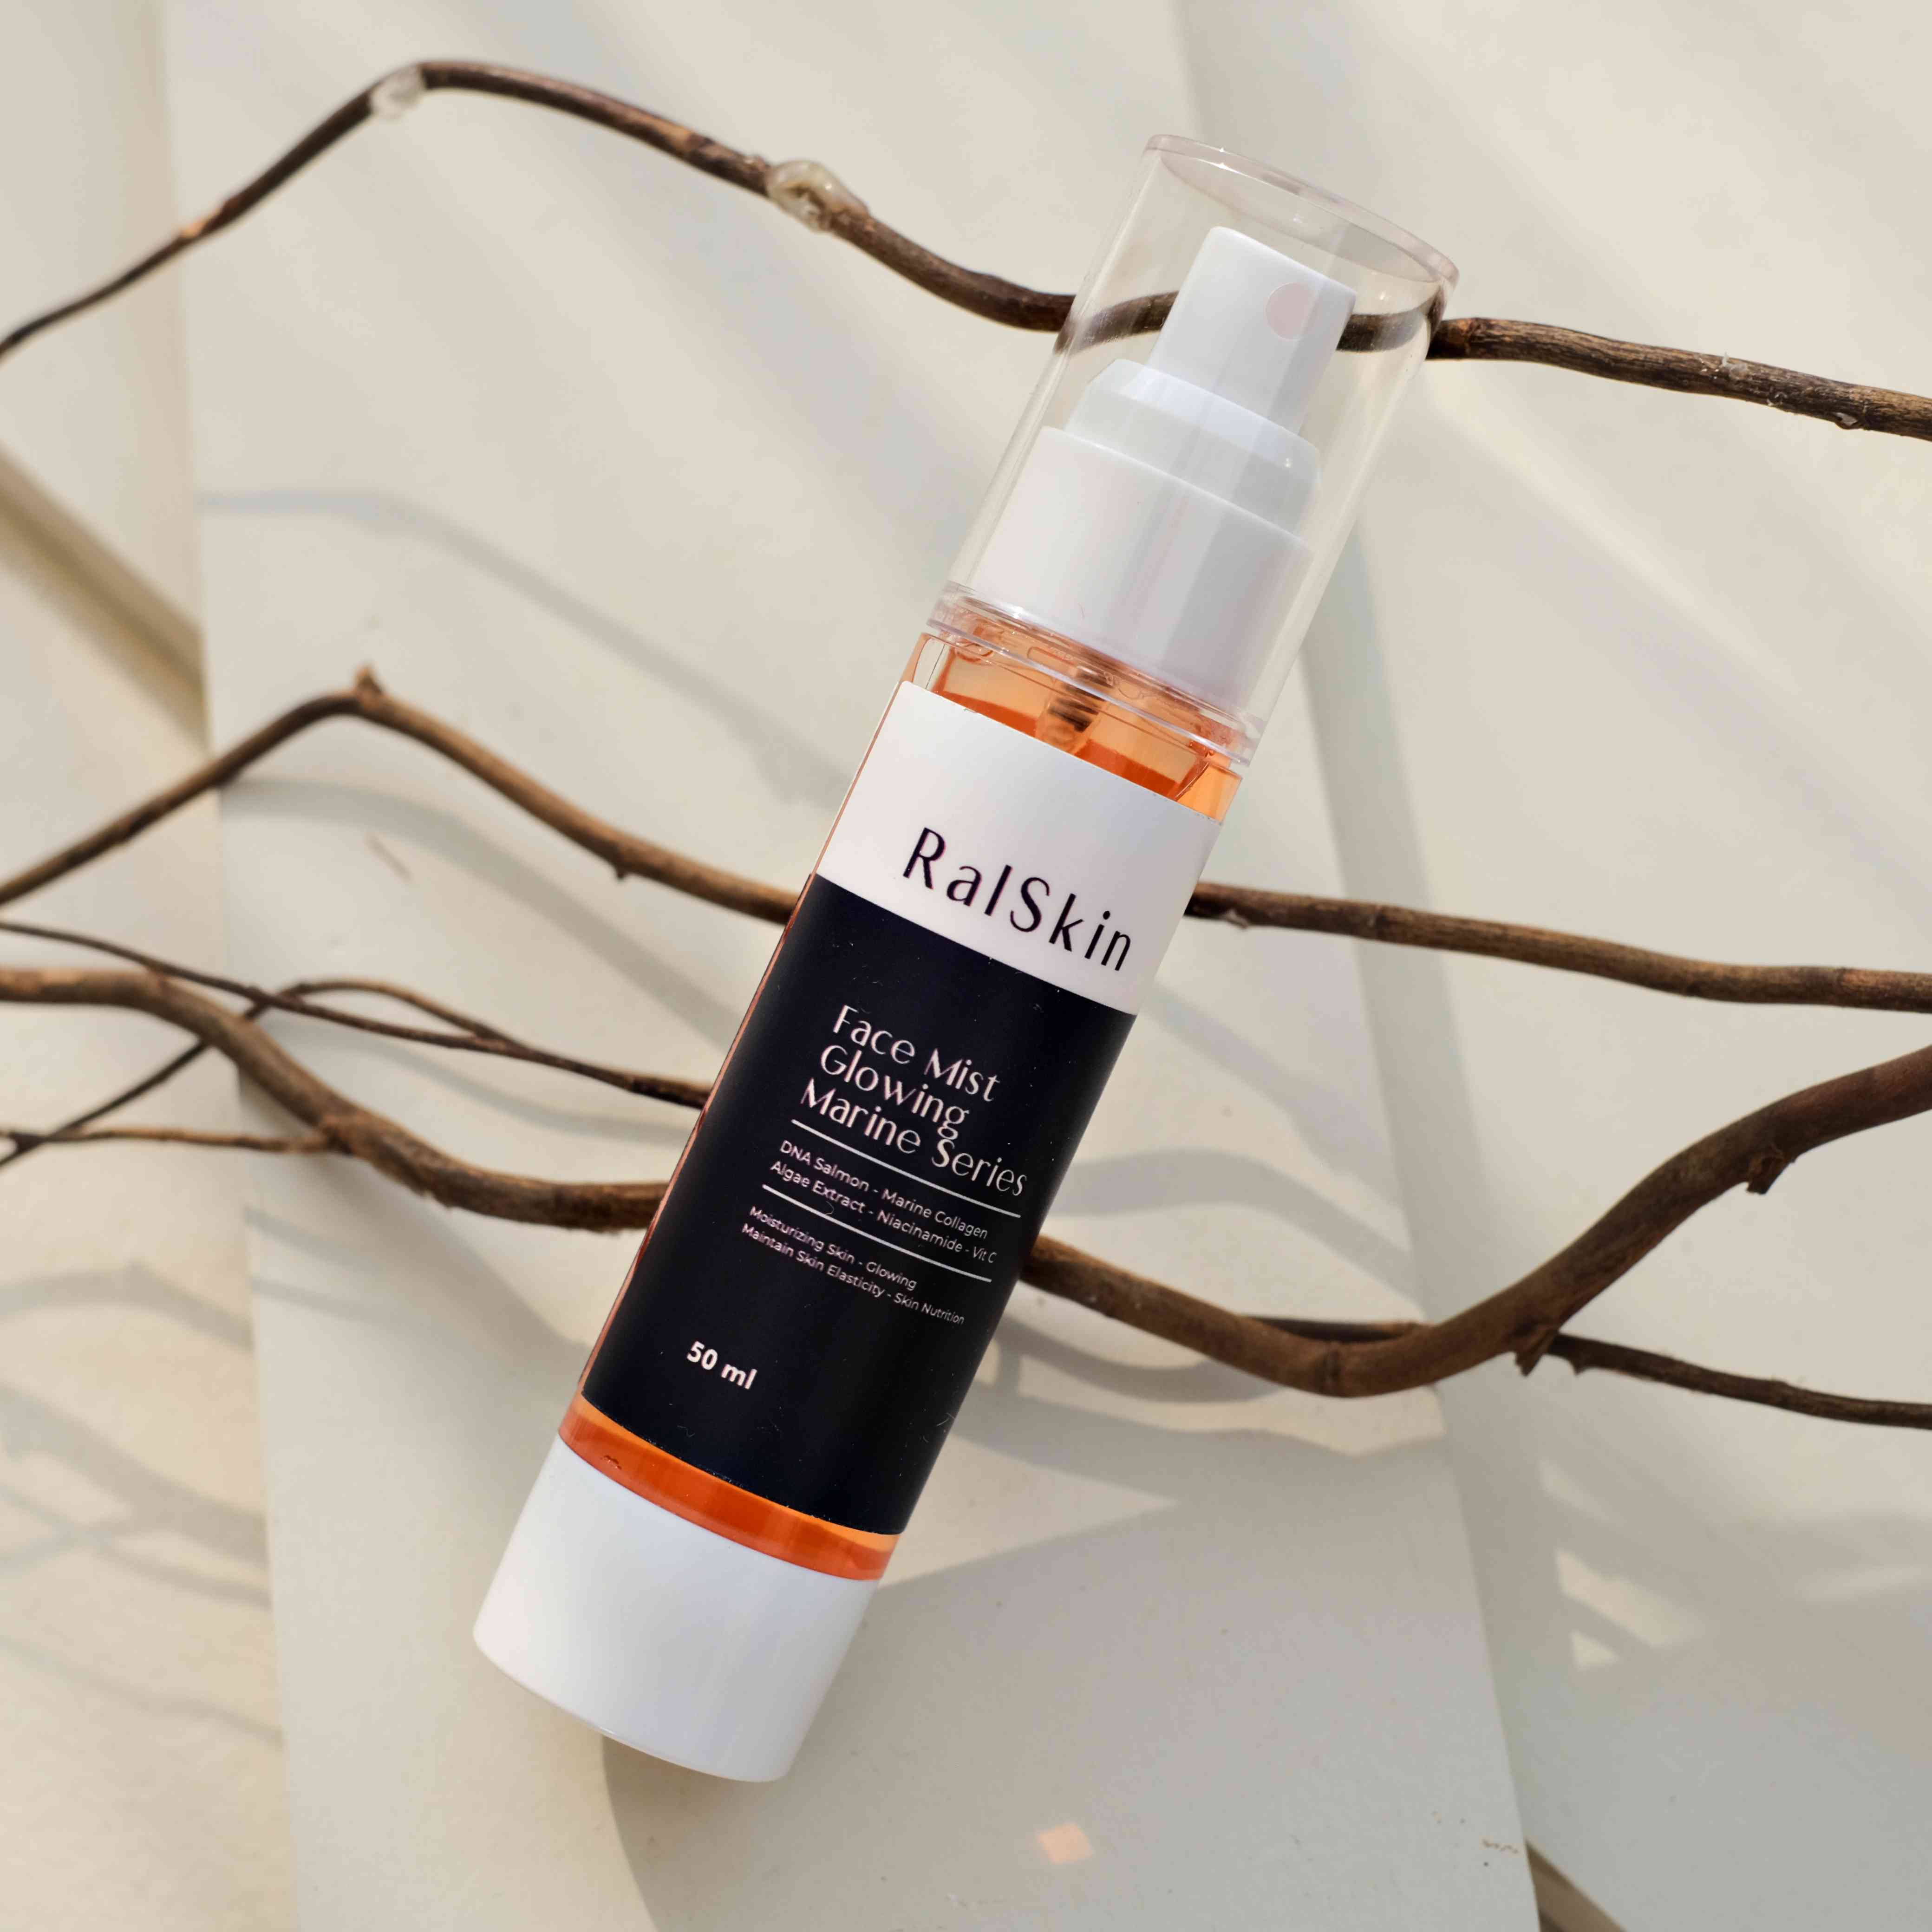 RalSkin
Face Mist
Glowing
Marine Series
DNA Salmon - Marine Collagen
Algae Extract - Niacinamide - Vit C
Moisturizing Skin - Glowing
Maintain Skin Elasticity - Skin Nutrition
50 ml